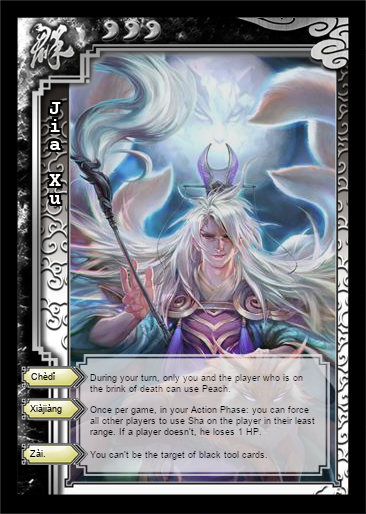 群
Jia Xu
Chèdǐ
During your turn, only you and the player who is on
the brink of death can use Peach.
Xiàjiàng
Once per game, in your Action Phase: you can force
all other players to use Sha on the player in their least
range. If a player doesn't, he loses 1 HP.
Zài.
You can't be the target of black tool cards.